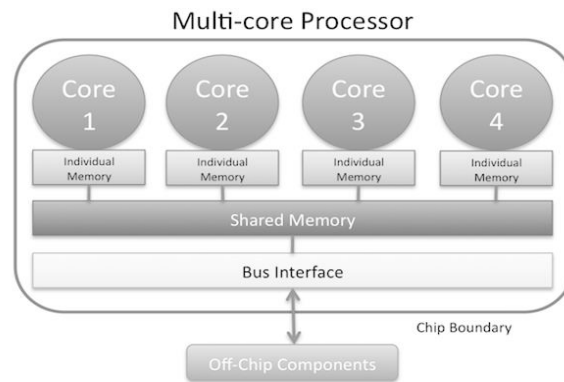 Multi-core Processor
Core
1
Core
2
Core
3
Core
4
Individual
Memory
Individual
Memory
Individual
Memory
Individual
Memory
Shared Memory
Bus Interface
Chip Boundary
Off-Chip Components